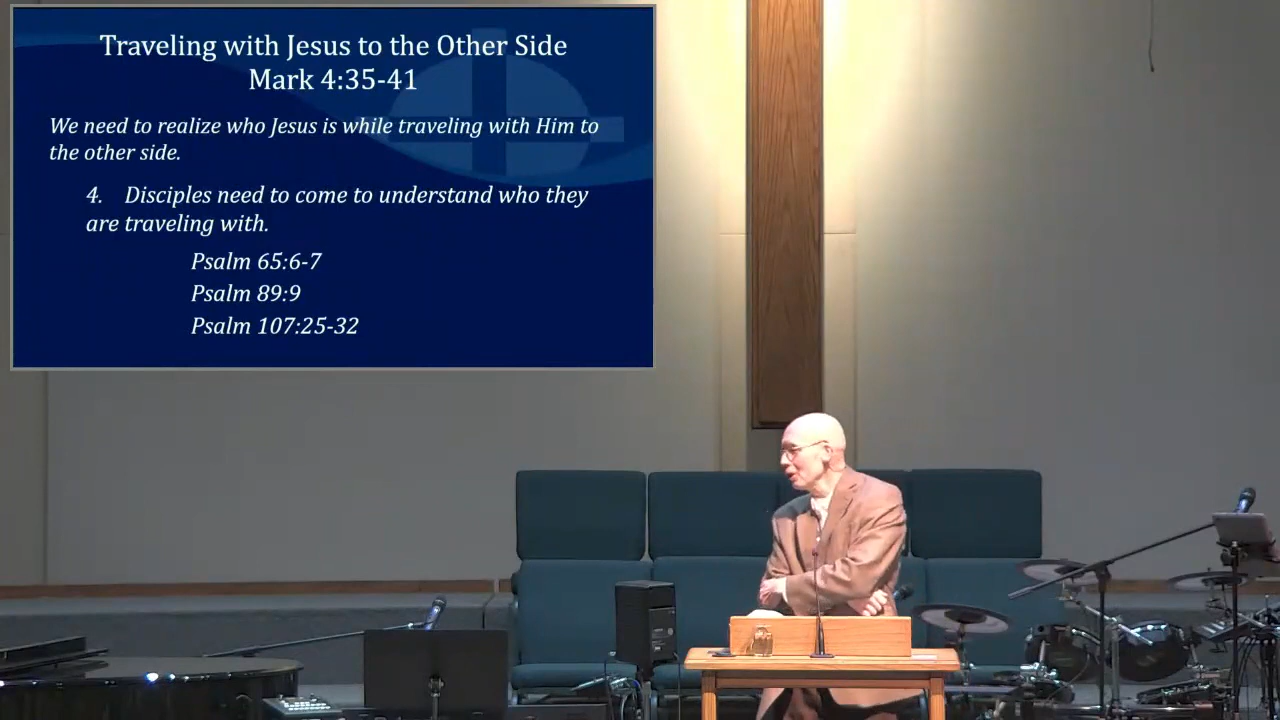 Traveling with Jesus to the Other Side
Mark 4:35-41
We need to realize who Jesus is while traveling with Him to
the other side.
4. Disciples need to come to understand who they
are traveling with.
Psalm 65:6-7
Psalm 89:9
Psalm 107:25-32